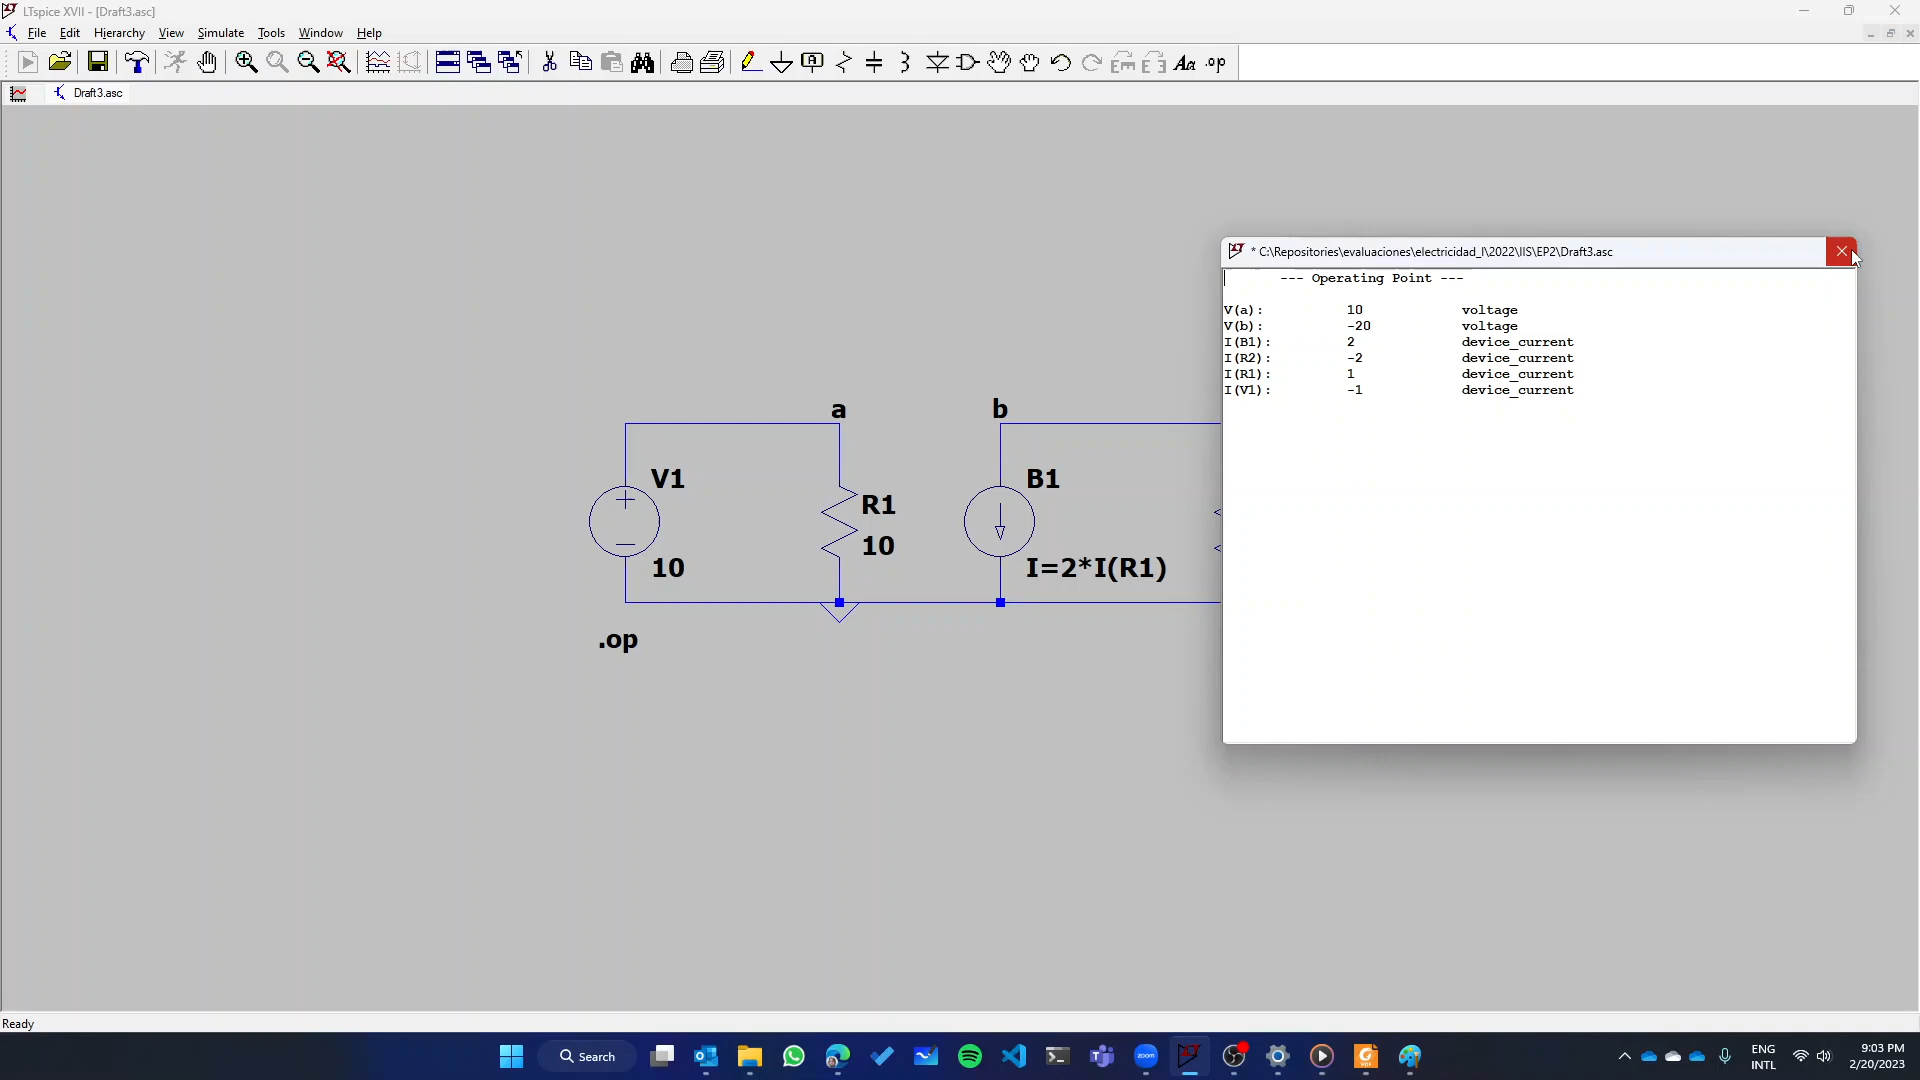 LTspice XVII - [Draft3.asc]
File Edit Hierarchy View Simulate Tools Window Help
A Aa .op
Draft3.asc
* C:\Repositories\evaluaciones\electricidad_I\2022\IIS\EP2\Draft3.asc
--- Operating Point ---
V(a): 10 voltage
V(b): -20 voltage
I(B1): 2 device_current
I(R2): -2 device_current
I(R1): 1 device_current
I(V1): -1 device_current
a b
V1 B1
R1
10
10 I=2*I(R1)
.op
Ready
Search
zoom
ENG
INTL
9:03 PM
2/20/2023